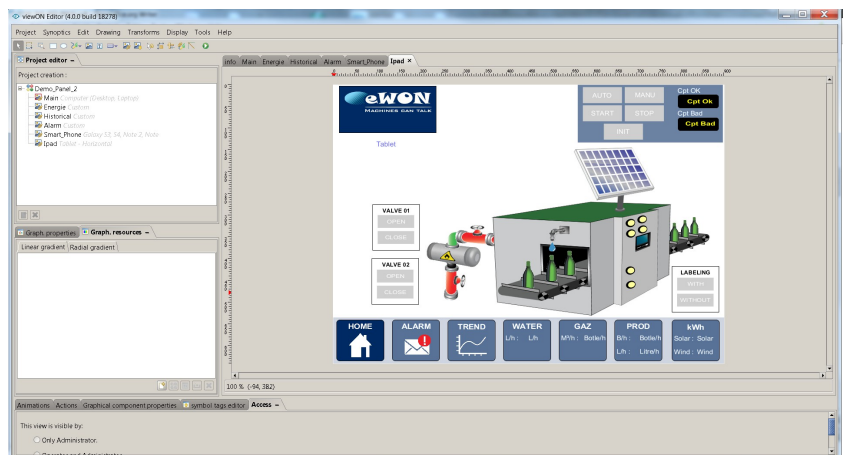 viewON Editor (4.0.0 build 18278)
Project Synoptics Edit Drawing Transforms Display Tools Help
Project editor
Project creation :
Demo_Panel_2
Main Computer (Desktop, Laptop)
Energie Custom
Historical Custom
Alarm Custom
Smart_Phone Galaxy S3, S4, Note 2, Note
Ipad Tablet - Horizontal
Graph. properties Graph. resources
Linear gradient Radial gradient
info Main Energie Historical Alarm Smart_Phone Ipad
eWON
MACHINES CAN TALK
Tablet
AUTO MANU
START STOP
INIT
Cpt OK
Cpt Ok
Cpt Bad
Cpt Bad
VALVE 01
OPEN
CLOSE
VALVE 02
OPEN
CLOSE
LABELING
WITH
WITHOUT
HOME ALARM TREND WATER GAZ PROD kWh
L/h : L/h M³/h : Botle/h B/h : Botle/h Solar : Solar
L/h : Litre/h Wind : Wind
100 % (-94, 382)
Animations Actions Graphical component properties symbol tags editor Access
This view is visible by:
Only Administrator.